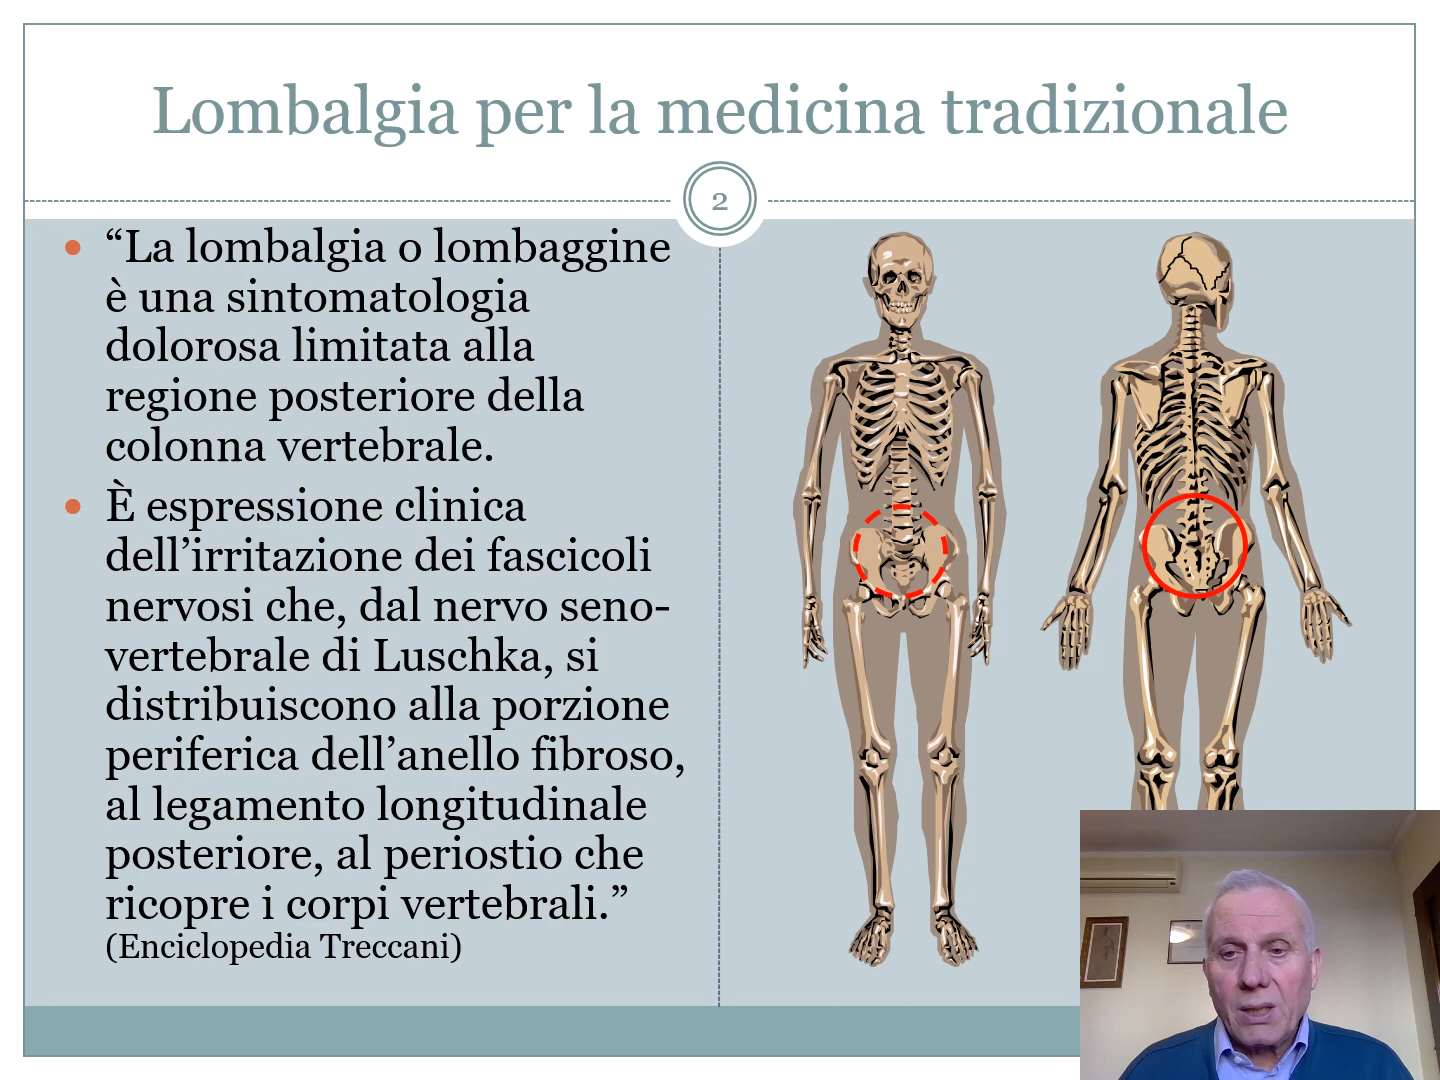 Lombalgia per la medicina tradizionale
2
“La lombalgia o lombaggine
è una sintomatologia
dolorosa limitata alla
regione posteriore della
colonna vertebrale.
È espressione clinica
dell’irritazione dei fascicoli
nervosi che, dal nervo seno-
vertebrale di Luschka, si
distribuiscono alla porzione
periferica dell’anello fibroso,
al legamento longitudinale
posteriore, al periostio che
ricopre i corpi vertebrali.”
(Enciclopedia Treccani)